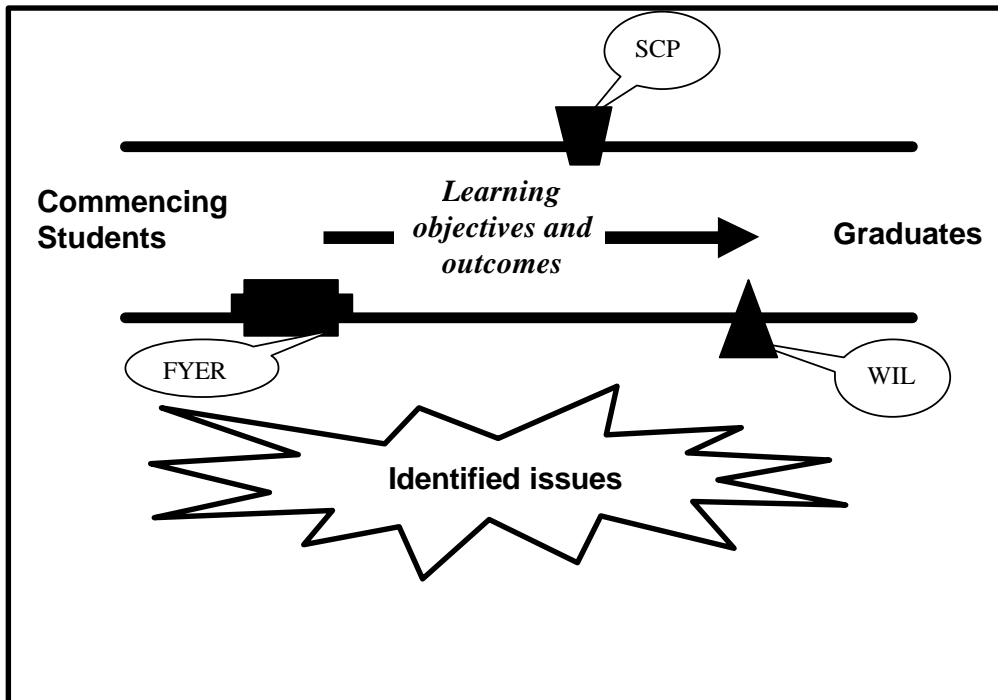 SCP
Commencing
Students
Learning
objectives and
outcomes
Graduates
FYER
WIL
Identified issues